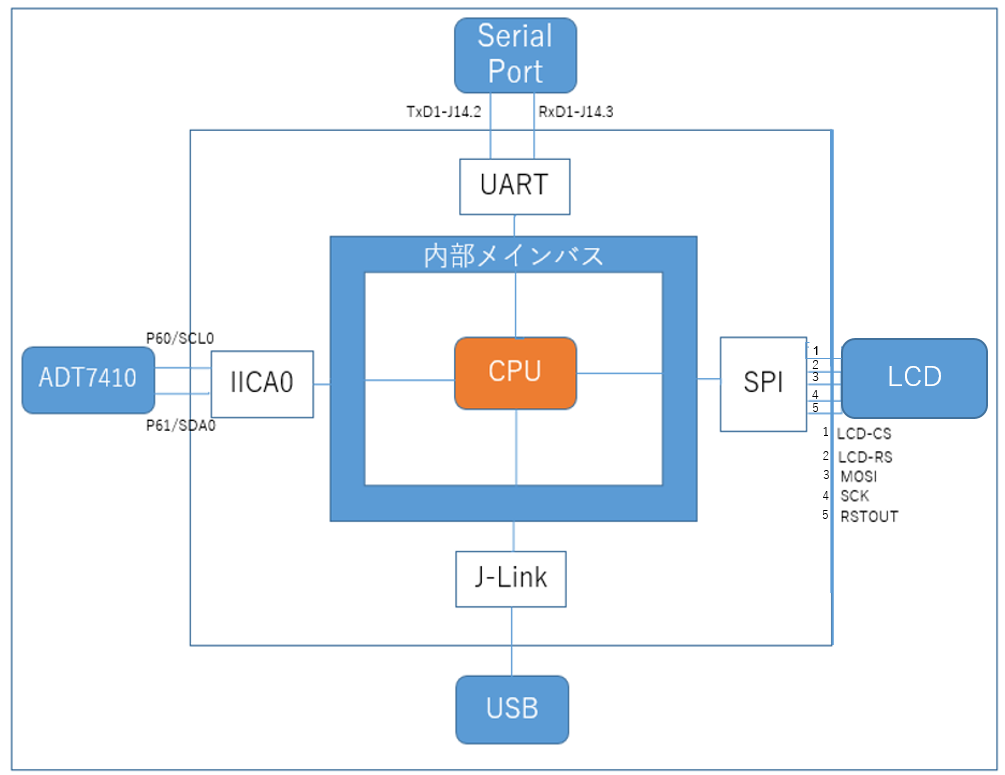 Serial
Port
TxD1-J14.2
RxD1-J14.3
UART
内部メインバス
P60/SCL0
ADT7410
IICA0
P61/SDA0
CPU
SPI
1
2
3
4
5
LCD
1 LCD-CS
2 LCD-RS
3 MOSI
4 SCK
5 RSTOUT
J-Link
USB